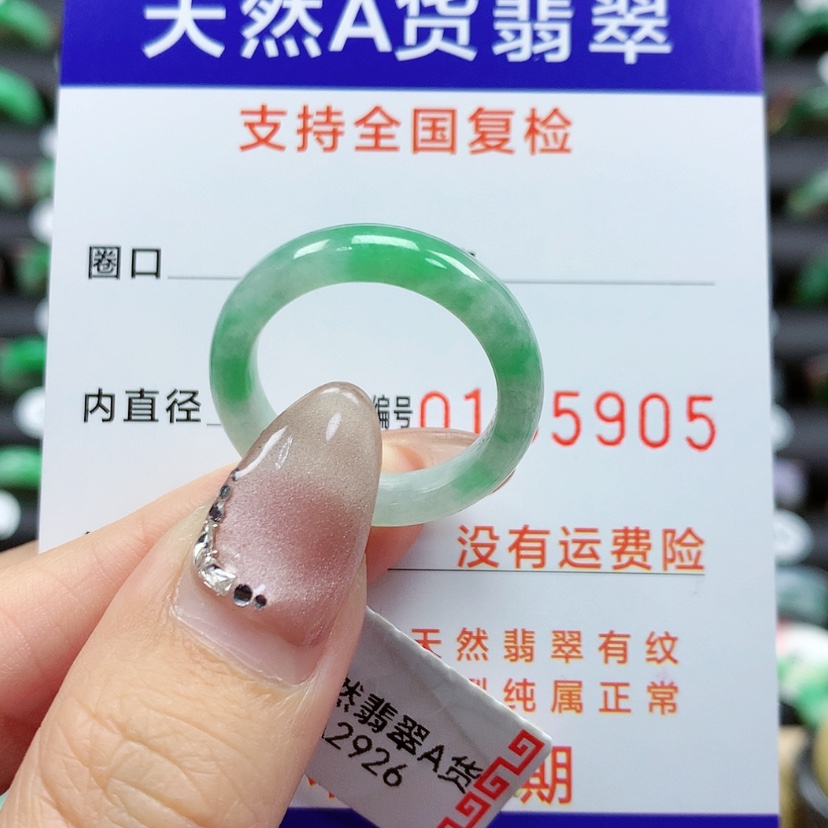 天然A货翡翠
支持全国复检
圈口
内直径
编号01 5905
没有运费险
天然翡翠有纹
纯属正常
期
然翡翠A货
2926